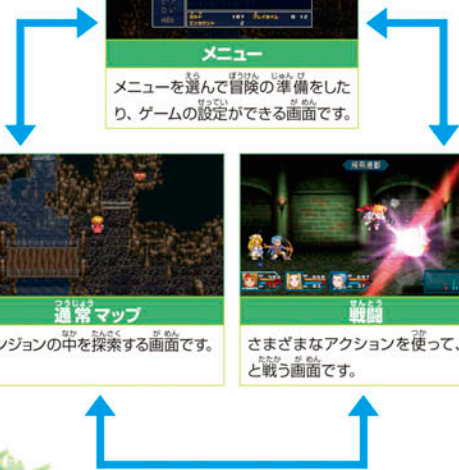 メニュー
メニューを選んで冒険の準備をした
り、ゲームの設定ができる画面です。
通常マップ
ンジョンの中を探索する画面です。
戦闘
さまざまなアクションを使って、
と戦う画面です。